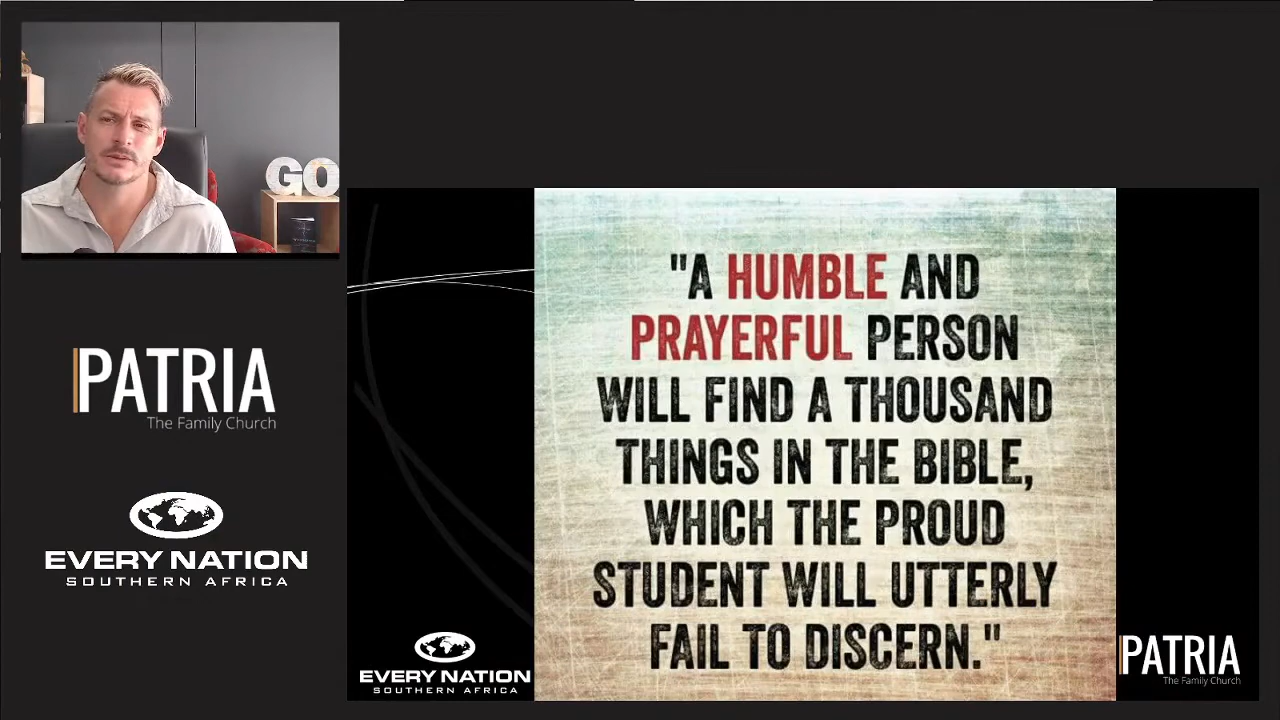 GO
PATRIA
The Family Church
EVERY NATION
SOUTHERN AFRICA
"A HUMBLE AND
PRAYERFUL PERSON
WILL FIND A THOUSAND
THINGS IN THE BIBLE,
WHICH THE PROUD
STUDENT WILL UTTERLY
FAIL TO DISCERN."
EVERY NATION
SOUTHERN AFRICA
PATRIA
The Family Church